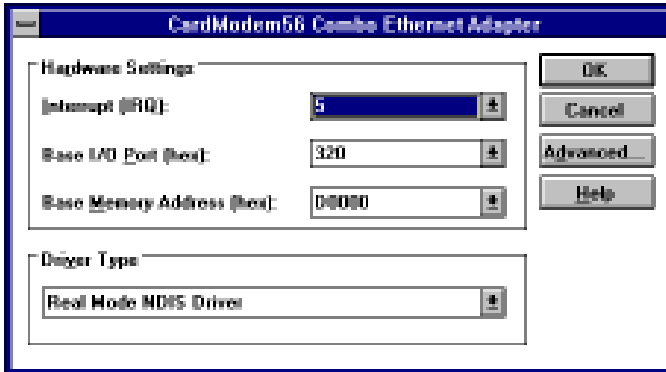 CardModem56 Combo Ethernet Adapter
Hardware Settings
Interrupt (IRQ):
5
Base I/O Port (hex):
320
Base Memory Address (hex):
D0000
Driver Type
Real Mode NDIS Driver
OK
Cancel
Advanced...
Help